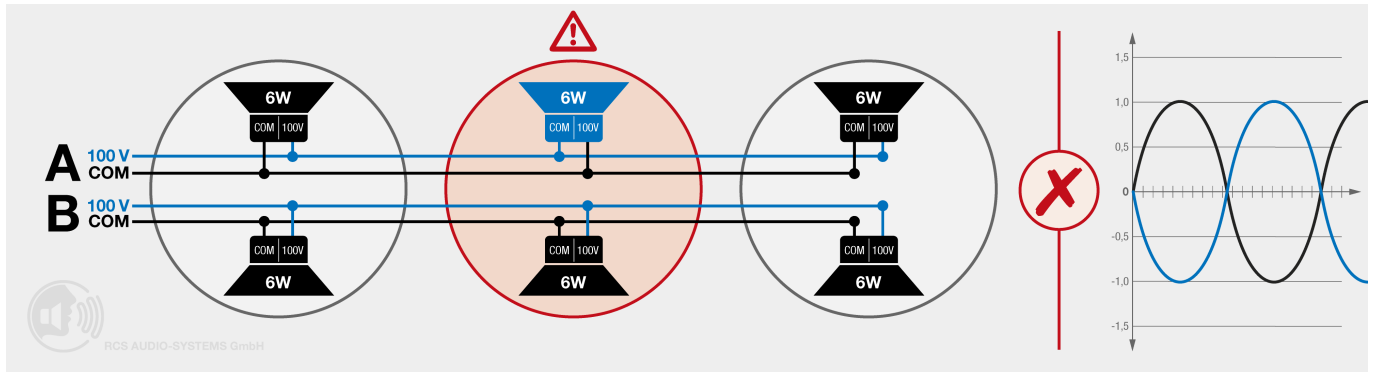 6W 6W 6W
COM 100V COM 100V COM 100V
A 100 V
COM
B 100 V
COM
COM 100V COM 100V COM 100V
6W 6W 6W
RCS AUDIO-SYSTEMS GmbH
1,5
1,0
0,5
0
-0,5
-1,0
-1,5